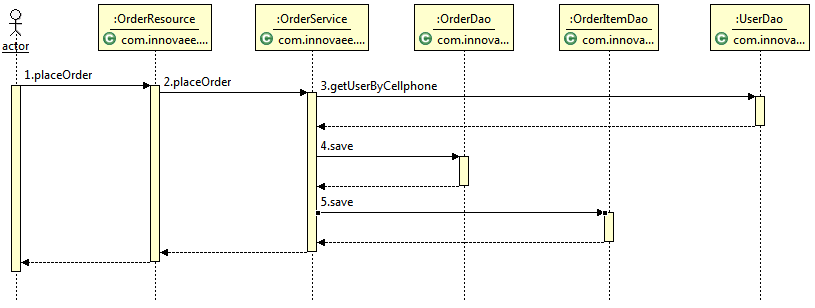 :OrderResource
com.innovaee....
:OrderService
com.innovaee....
:OrderDao
com.innova...
:OrderItemDao
com.innova...
:UserDao
com.innova...
actor
1.placeOrder
2.placeOrder
3.getUserByCellphone
4.save
5.save